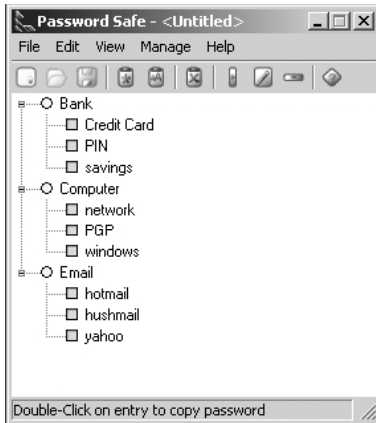 Password Safe - <Untitled>
File Edit View Manage Help
Bank
Credit Card
PIN
savings
Computer
network
PGP
windows
Email
hotmail
hushmail
yahoo
Double-Click on entry to copy password